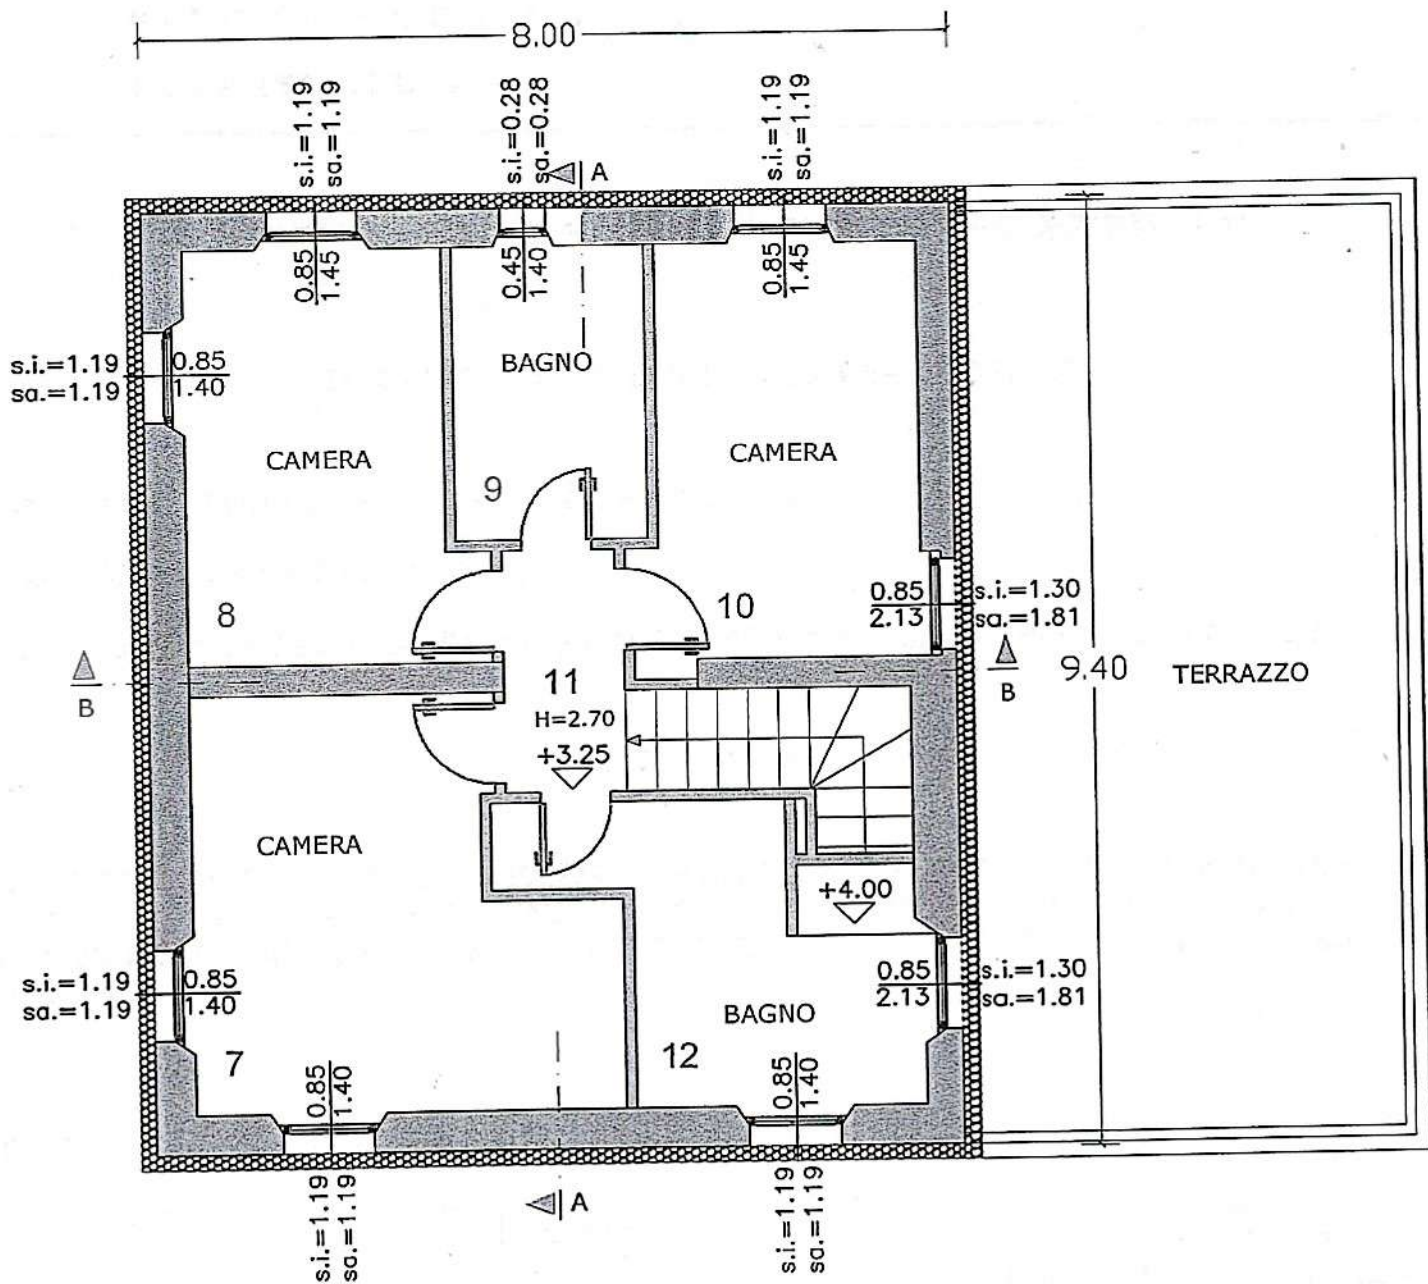 8.00
s.i.=1.19
sa.=1.19
s.i.=0.28
sa.=0.28
s.i.=1.19
sa.=1.19
A
0.85
1.45
0.45
1.40
0.85
1.45
s.i.=1.19
sa.=1.19
0.85
1.40
BAGNO
CAMERA
CAMERA
9
8
10
0.85
2.13
s.i.=1.30
sa.=1.81
B
11
H=2.70
+3.25
B
9.40
TERRAZZO
CAMERA
+4.00
s.i.=1.19
sa.=1.19
0.85
1.40
0.85
2.13
s.i.=1.30
sa.=1.81
BAGNO
7
12
0.85
1.40
0.85
1.40
s.i.=1.19
sa.=1.19
A
s.i.=1.19
sa.=1.19